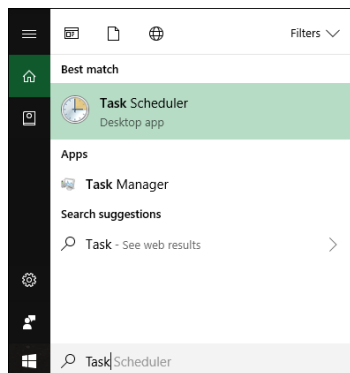 Filters
Best match
Task Scheduler
Desktop app
Apps
Task Manager
Search suggestions
Task - See web results
Task Scheduler